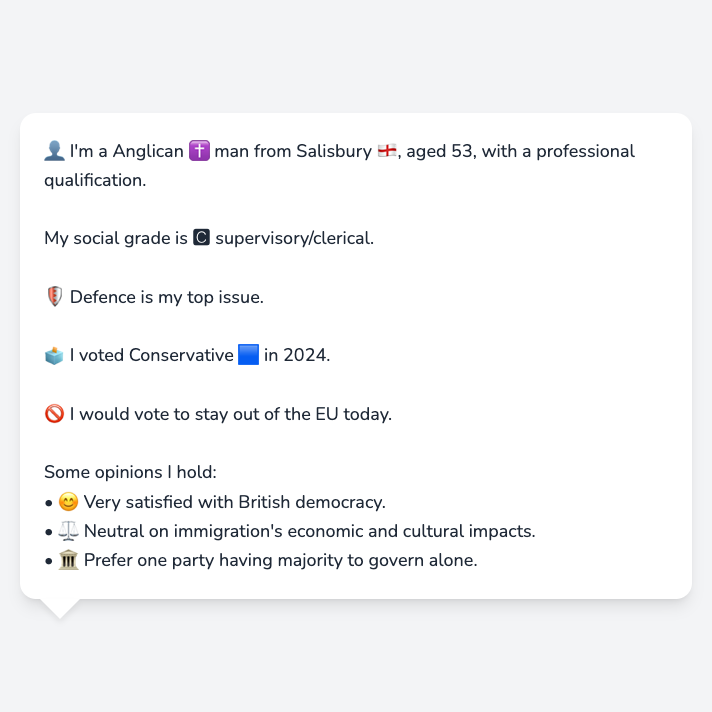 👤 I'm a Anglican ✝️ man from Salisbury 🏴󠁧󠁢󠁥󠁮󠁧󠁿, aged 53, with a professional
qualification.
My social grade is 🅲 supervisory/clerical.
🛡️ Defence is my top issue.
🗳️ I voted Conservative 🟦 in 2024.
🚫 I would vote to stay out of the EU today.
Some opinions I hold:
• 😊 Very satisfied with British democracy.
• ⚖️ Neutral on immigration's economic and cultural impacts.
• 🏛️ Prefer one party having majority to govern alone.